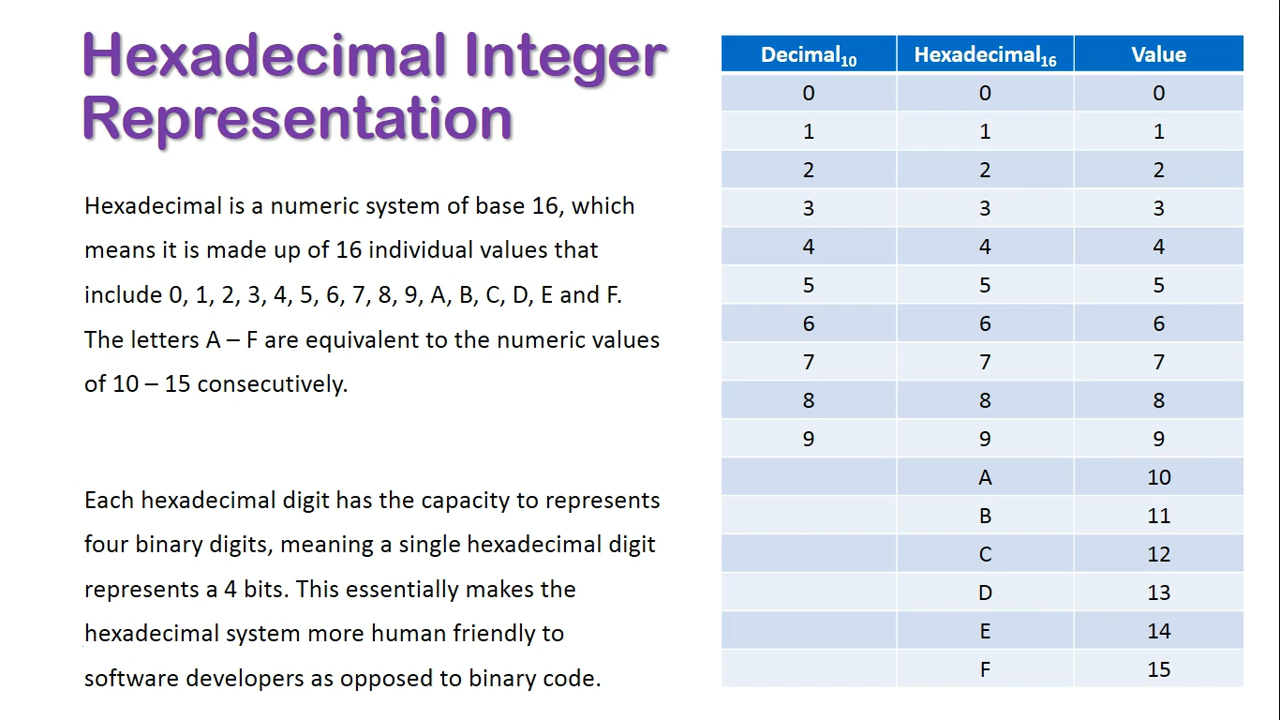 Hexadecimal Integer
Representation
Hexadecimal is a numeric system of base 16, which
means it is made up of 16 individual values that
include 0, 1, 2, 3, 4, 5, 6, 7, 8, 9, A, B, C, D, E and F.
The letters A – F are equivalent to the numeric values
of 10 – 15 consecutively.
Each hexadecimal digit has the capacity to represents
four binary digits, meaning a single hexadecimal digit
represents a 4 bits. This essentially makes the
hexadecimal system more human friendly to
software developers as opposed to binary code.
Decimal₁₀ Hexadecimal₁₆ Value
0 0 0
1 1 1
2 2 2
3 3 3
4 4 4
5 5 5
6 6 6
7 7 7
8 8 8
9 9 9
A 10
B 11
C 12
D 13
E 14
F 15